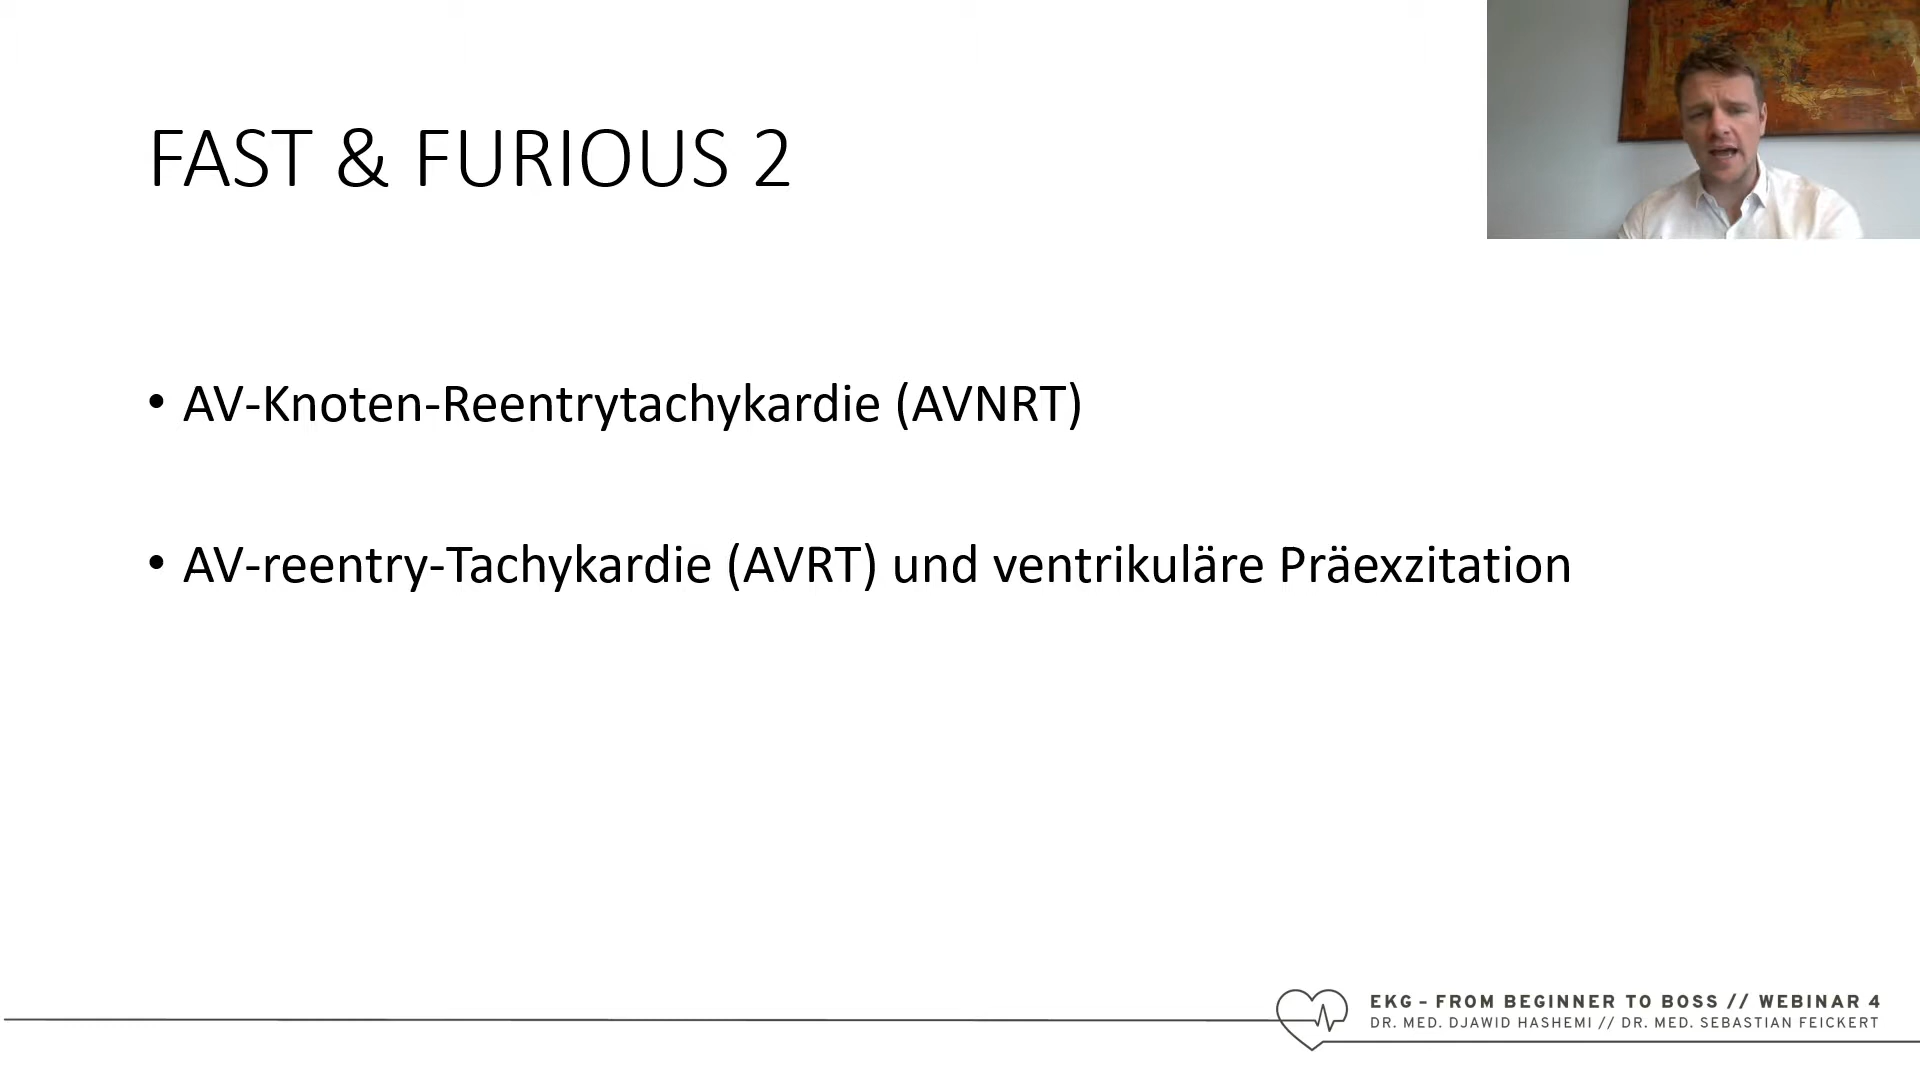 FAST & FURIOUS 2
• AV-Knoten-Reentrytachykardie (AVNRT)
• AV-reentry-Tachykardie (AVRT) und ventrikuläre Präexzitation
EKG – FROM BEGINNER TO BOSS // WEBINAR 4
DR. MED. DJAWID HASHEMI // DR. MED. SEBASTIAN FEICKERT